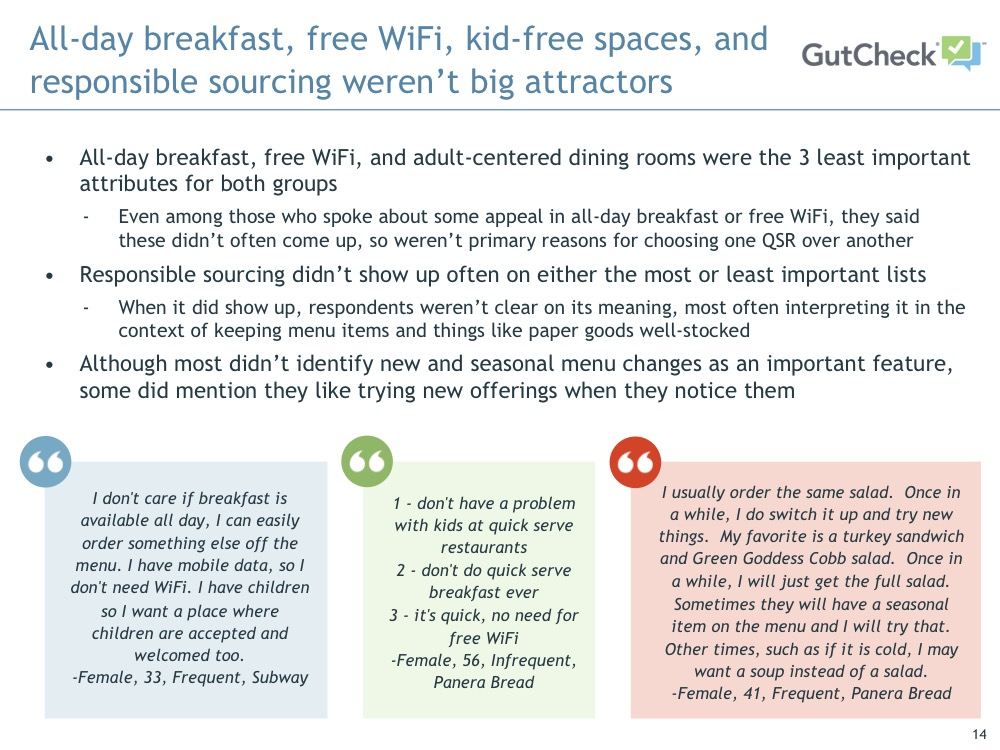 All-day breakfast, free WiFi, kid-free spaces, and
responsible sourcing weren't big attractors
GutCheck
• All-day breakfast, free WiFi, and adult-centered dining rooms were the 3 least important
attributes for both groups
- Even among those who spoke about some appeal in all-day breakfast or free WiFi, they said
these didn't often come up, so weren't primary reasons for choosing one QSR over another
• Responsible sourcing didn't show up often on either the most or least important lists
- When it did show up, respondents weren't clear on its meaning, most often interpreting it in the
context of keeping menu items and things like paper goods well-stocked
• Although most didn't identify new and seasonal menu changes as an important feature,
some did mention they like trying new offerings when they notice them
I don't care if breakfast is
available all day, I can easily
order something else off the
menu. I have mobile data, so I
don't need WiFi. I have children
so I want a place where
children are accepted and
welcomed too.
-Female, 33, Frequent, Subway
1 - don't have a problem
with kids at quick serve
restaurants
2 - don't do quick serve
breakfast ever
3 - it's quick, no need for
free WiFi
-Female, 56, Infrequent,
Panera Bread
I usually order the same salad. Once in
a while, I do switch it up and try new
things. My favorite is a turkey sandwich
and Green Goddess Cobb salad. Once in
a while, I will just get the full salad.
Sometimes they will have a seasonal
item on the menu and I will try that.
Other times, such as if it is cold, I may
want a soup instead of a salad.
-Female, 41, Frequent, Panera Bread
14